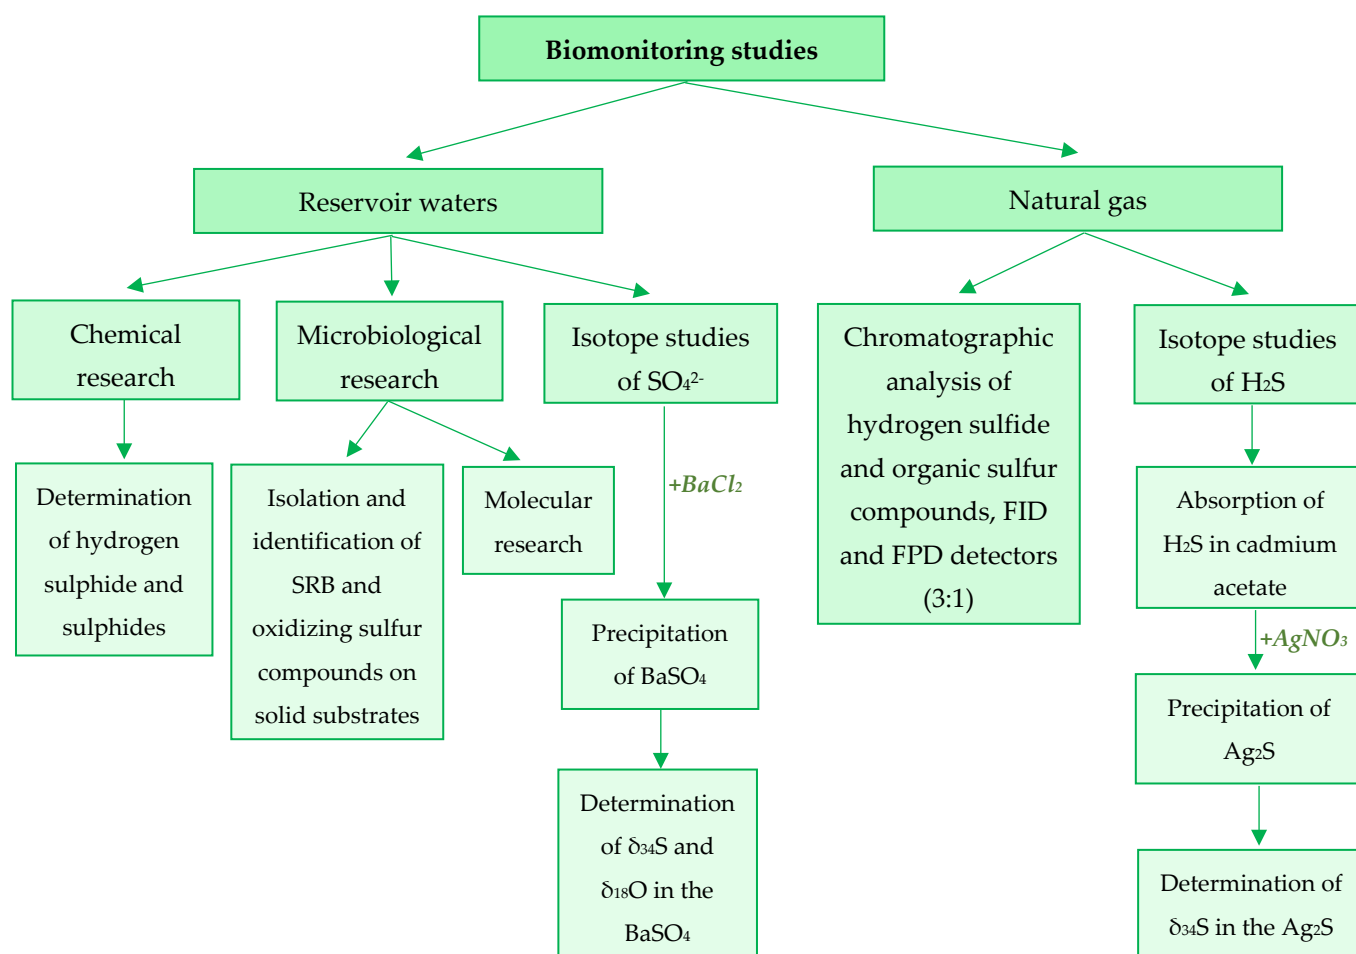 Biomonitoring studies
Reservoir waters
Natural gas
Chemical
research
Microbiological
research
Isotope studies
of SO₄²⁻
Chromatographic
analysis of
hydrogen sulfide
and organic sulfur
compounds, FID
and FPD detectors
(3:1)
Isotope studies
of H₂S
Determination
of hydrogen
sulphide and
sulphides
Isolation and
identification of
SRB and
oxidizing sulfur
compounds on
solid substrates
Molecular
research
+BaCl₂
Precipitation
of BaSO₄
Determination
of δ₃₄S and
δ₁₈O in the
BaSO₄
Absorption of
H₂S in cadmium
acetate
+AgNO₃
Precipitation of
Ag₂S
Determination of
δ₃₄S in the Ag₂S